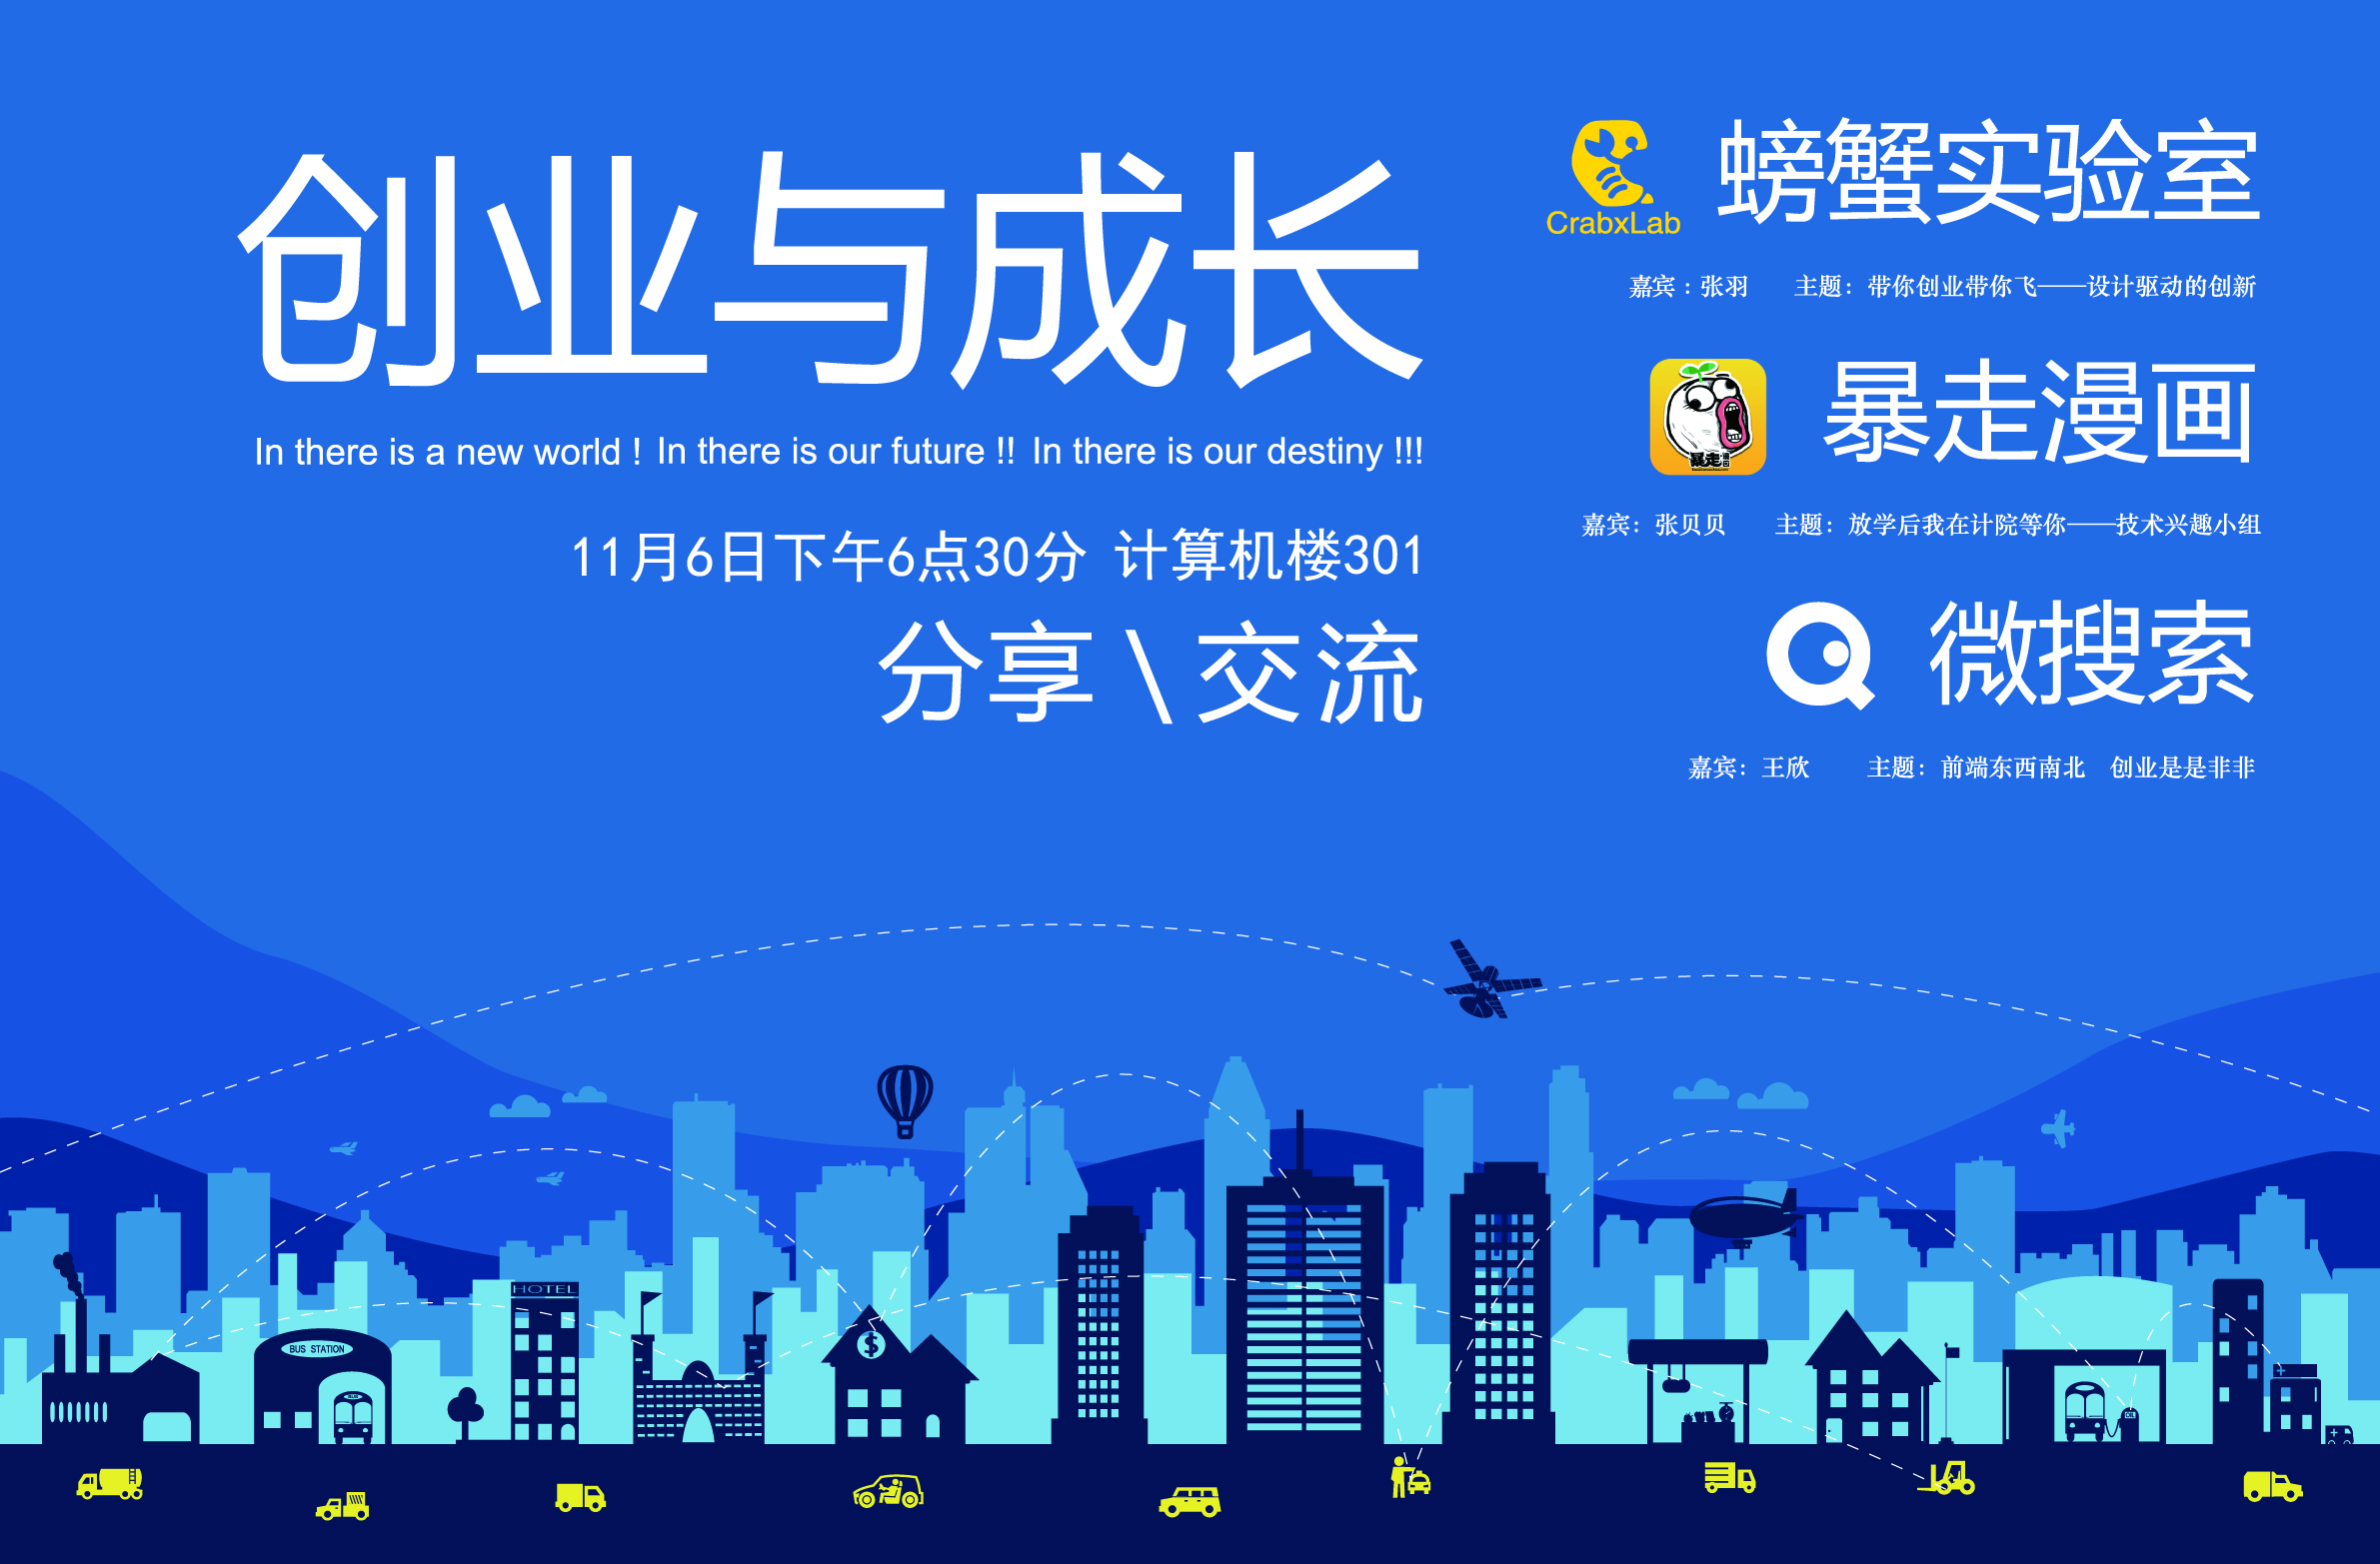 创业与成长
In there is a new world ! In there is our future !! In there is our destiny !!!
11月6日下午6点30分 计算机楼301
分享 \ 交流
CrabxLab
螃蟹实验室
嘉宾：张羽 主题：带你创业带你飞——设计驱动的创新
暴走漫画
暴走漫画
嘉宾：张贝贝 主题：放学后我在计院等你——技术兴趣小组
微搜索
嘉宾：王欣 主题：前端东西南北 创业是是非非
HOTEL
BUS STATION
BUS
$
OIL